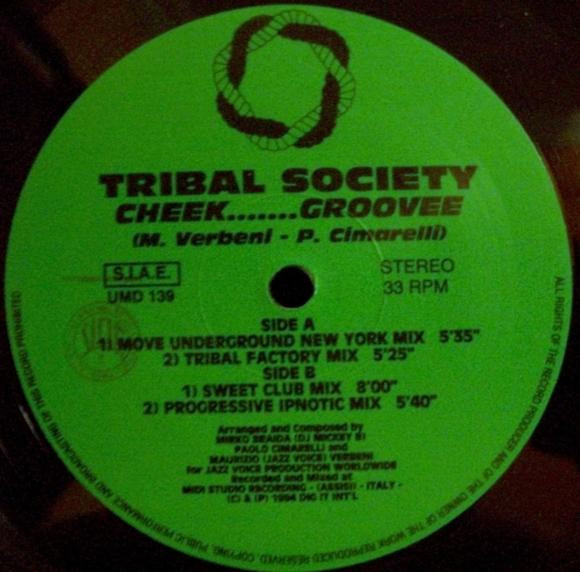 TRIBAL SOCIETY
CHEEK.......GROOVEE
(M. Verbeni - P. Cimarelli)
S.I.A.E.
UMD 139
STEREO
33 RPM
SIDE A
1) MOVE UNDERGROUND NEW YORK MIX 5'35"
2) TRIBAL FACTORY MIX 5'25"
SIDE B
1) SWEET CLUB MIX 8'00"
2) PROGRESSIVE IPNOTIC MIX 5'40"
Arranged and Composed by
MIRKO BRAIDA (DJ MICKEY B)
PAOLO CIMARELLI and
MAURIZIO (JAZZ VOICE) VERBENI
for JAZZ VOICE PRODUCTION WORLDWIDE
Recorded and Mixed at
MIDI STUDIO RECORDING - (ASSISI) - ITALY -
(C) & (P) 1994 DIG IT INT'L
ALL RIGHTS OF THE RECORD PRODUCER AND OF THE OWNER OF THE WORK REPRODUCED RESERVED. COPYING, PUBLIC PERFORMANCE AND BROADCASTING OF THIS RECORD PROHIBITED